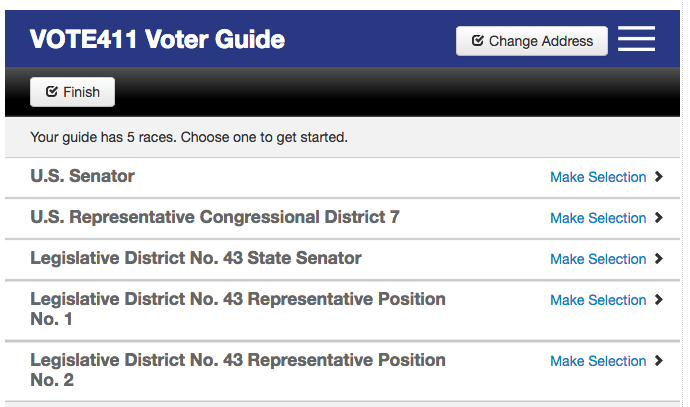 VOTE411 Voter Guide
Change Address
Finish
Your guide has 5 races. Choose one to get started.
U.S. Senator
Make Selection
U.S. Representative Congressional District 7
Make Selection
Legislative District No. 43 State Senator
Make Selection
Legislative District No. 43 Representative Position
No. 1
Make Selection
Legislative District No. 43 Representative Position
No. 2
Make Selection